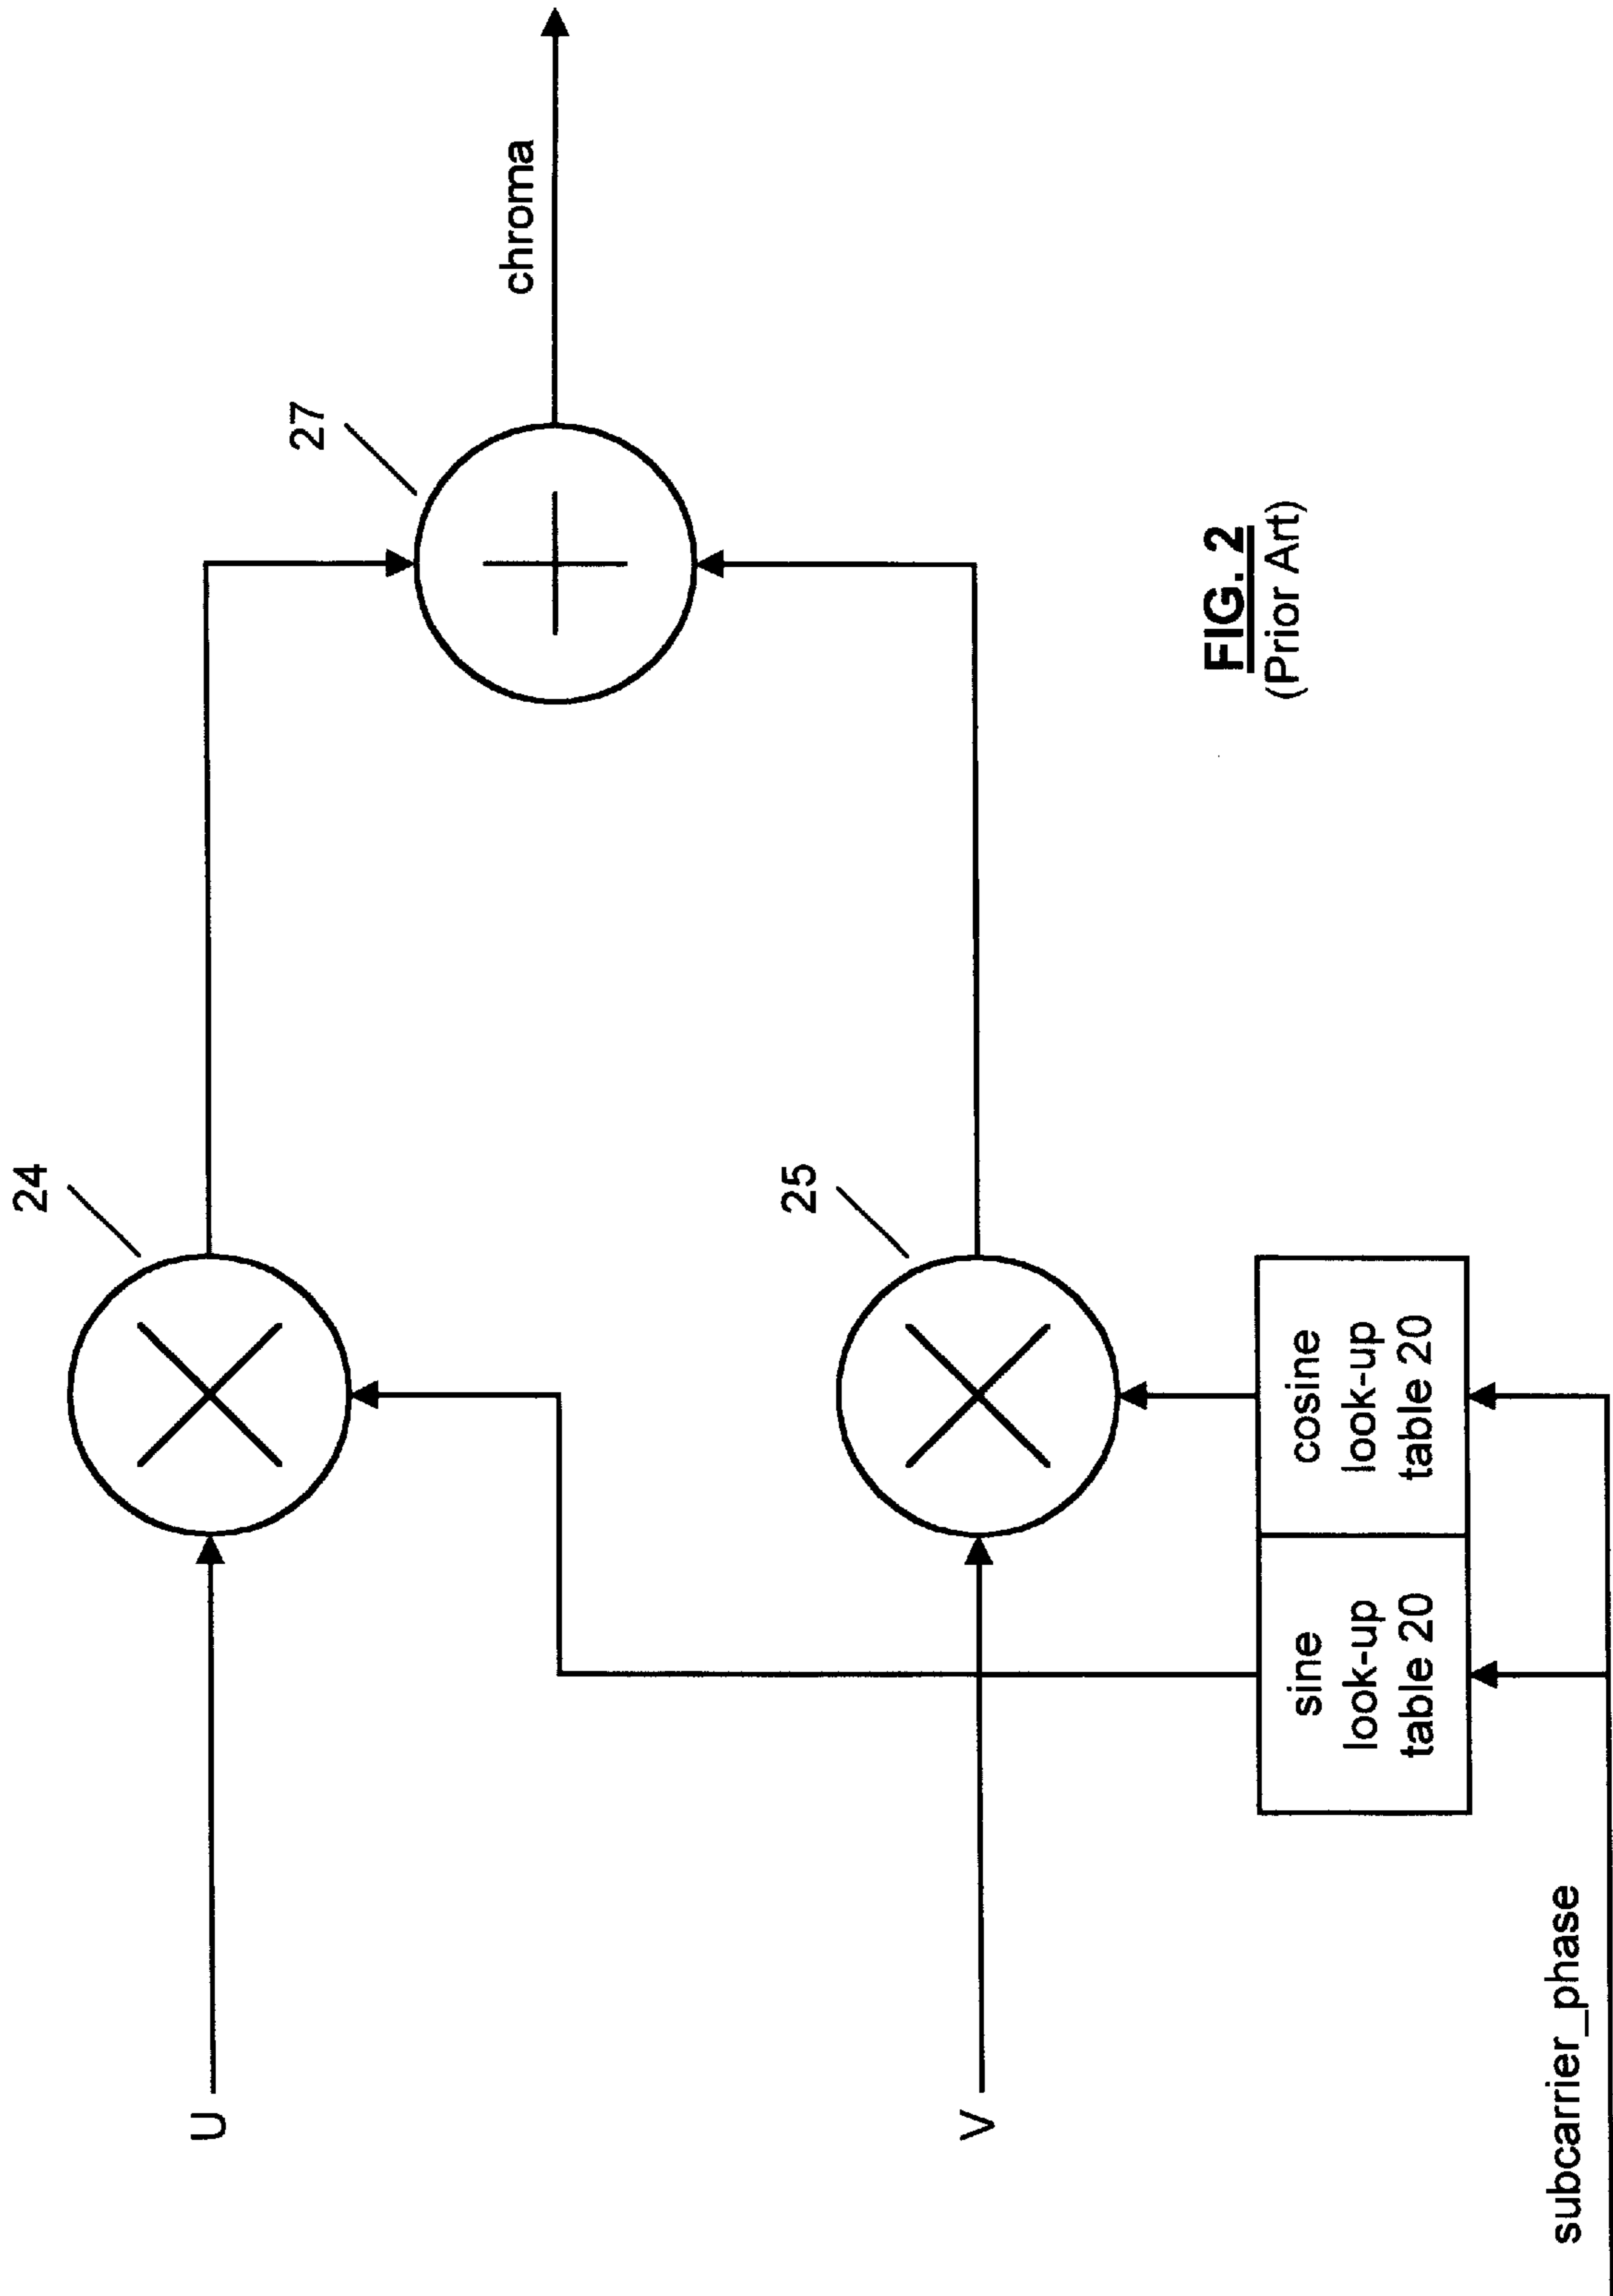 24
27
chroma
U
25
V
sine
look-up
table 20
cosine
look-up
table 20
subcarrier_phase
FIG. 2
(Prior Art)